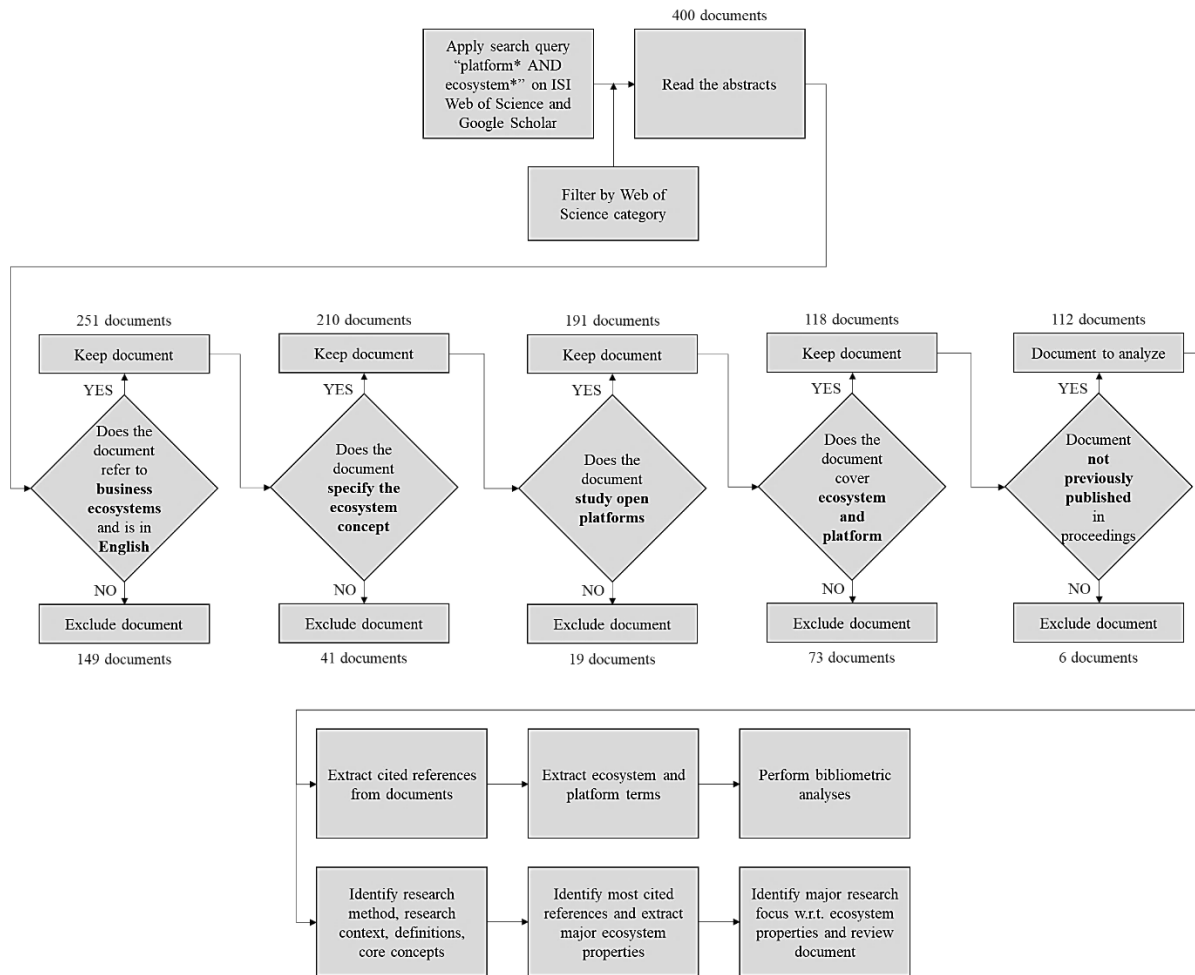 400 documents
Apply search query
“platform* AND
ecosystem*” on ISI
Web of Science and
Google Scholar
Read the abstracts
Filter by Web of
Science category
251 documents
Keep document
YES
Does the
document
refer to
business
ecosystems
and is in
English
NO
Exclude document
149 documents
210 documents
Keep document
YES
Does the
document
specify the
ecosystem
concept
NO
Exclude document
41 documents
191 documents
Keep document
YES
Does the
document
study open
platforms
NO
Exclude document
19 documents
118 documents
Keep document
YES
Does the
document
cover
ecosystem
and
platform
NO
Exclude document
73 documents
112 documents
Document to analyze
YES
Document
not
previously
published
in
proceedings
NO
Exclude document
6 documents
Extract cited references
from documents
Extract ecosystem and
platform terms
Perform bibliometric
analyses
Identify research
method, research
context, definitions,
core concepts
Identify most cited
references and extract
major ecosystem
properties
Identify major research
focus w.r.t. ecosystem
properties and review
document